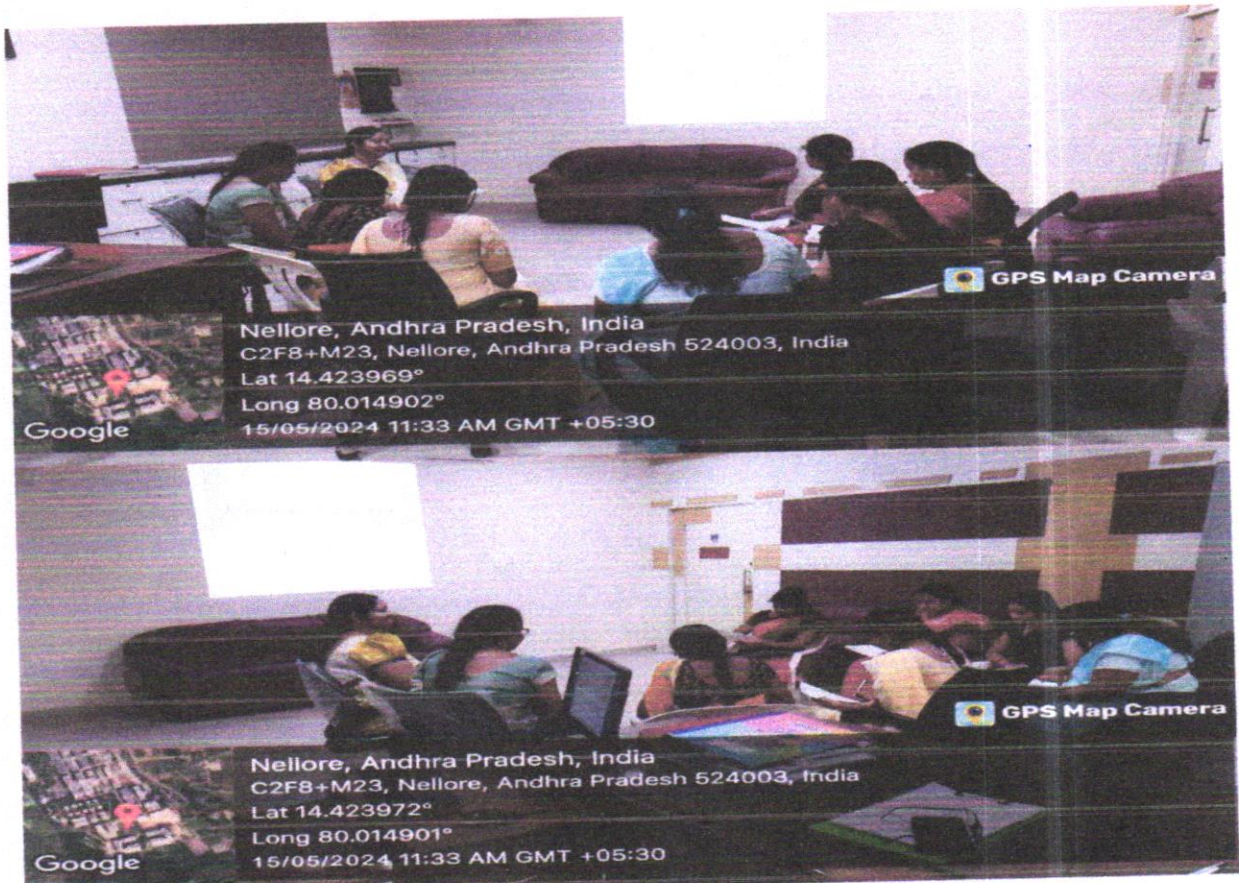 GPS Map Camera
Nellore, Andhra Pradesh, India
C2F8+M23, Nellore, Andhra Pradesh 524003, India
Lat 14.423969°
Long 80.014902°
15/05/2024 11:33 AM GMT +05:30
Google
GPS Map Camera
Nellore, Andhra Pradesh, India
C2F8+M23, Nellore, Andhra Pradesh 524003, India
Lat 14.423972°
Long 80.014901°
15/05/2024 11:33 AM GMT +05:30
Google